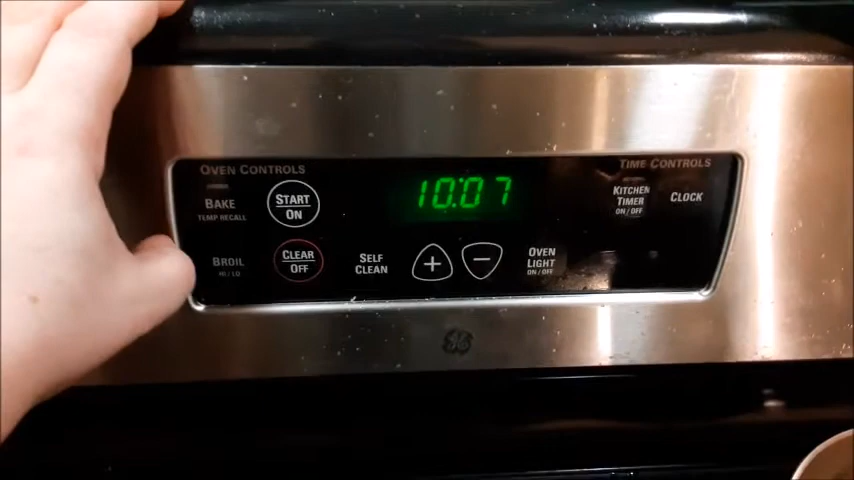 OVEN CONTROLS
TIME CONTROLS
BAKE
TEMP RECALL
START
ON
10:07
KITCHEN
TIMER
ON/OFF
CLOCK
BROIL
HI/LO
CLEAR
OFF
SELF
CLEAN
+
−
OVEN
LIGHT
ON/OFF
GE